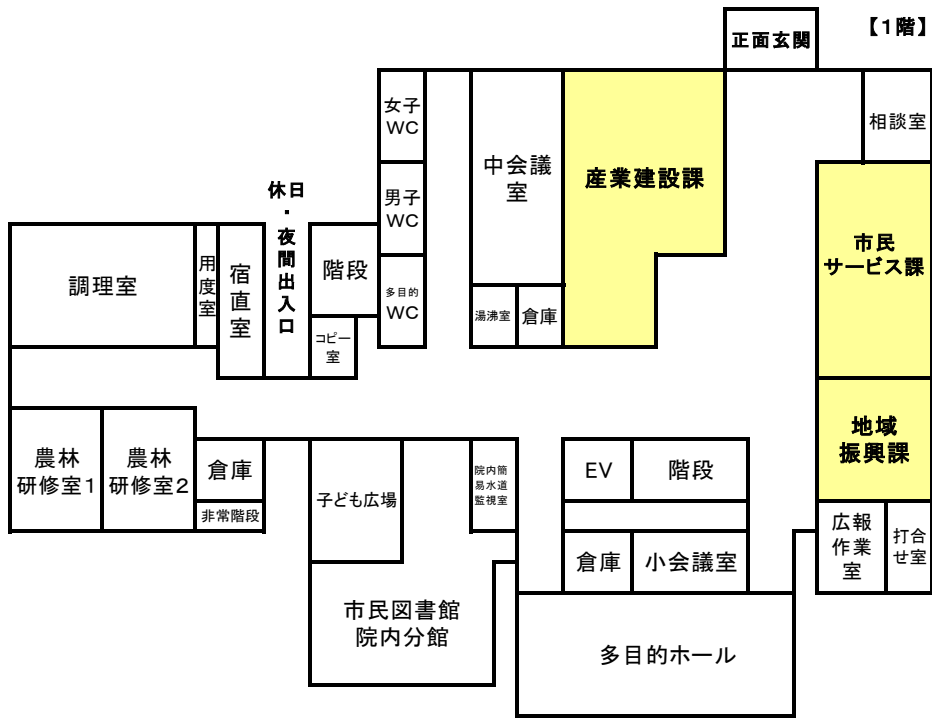 正面玄関
【1階】
女子
WC
中会議
室
産業建設課
相談室
休日
・
夜
間
出
入
口
男子
WC
市民
サービス課
調理室
用
度
室
宿
直
室
階段
多目的
WC
湯沸室
倉庫
コピー
室
農林
研修室1
農林
研修室2
倉庫
非常階段
子ども広場
院内簡
易水道
監視室
EV
階段
地域
振興課
倉庫
小会議室
広報
作業
室
打合
せ室
市民図書館
院内分館
多目的ホール